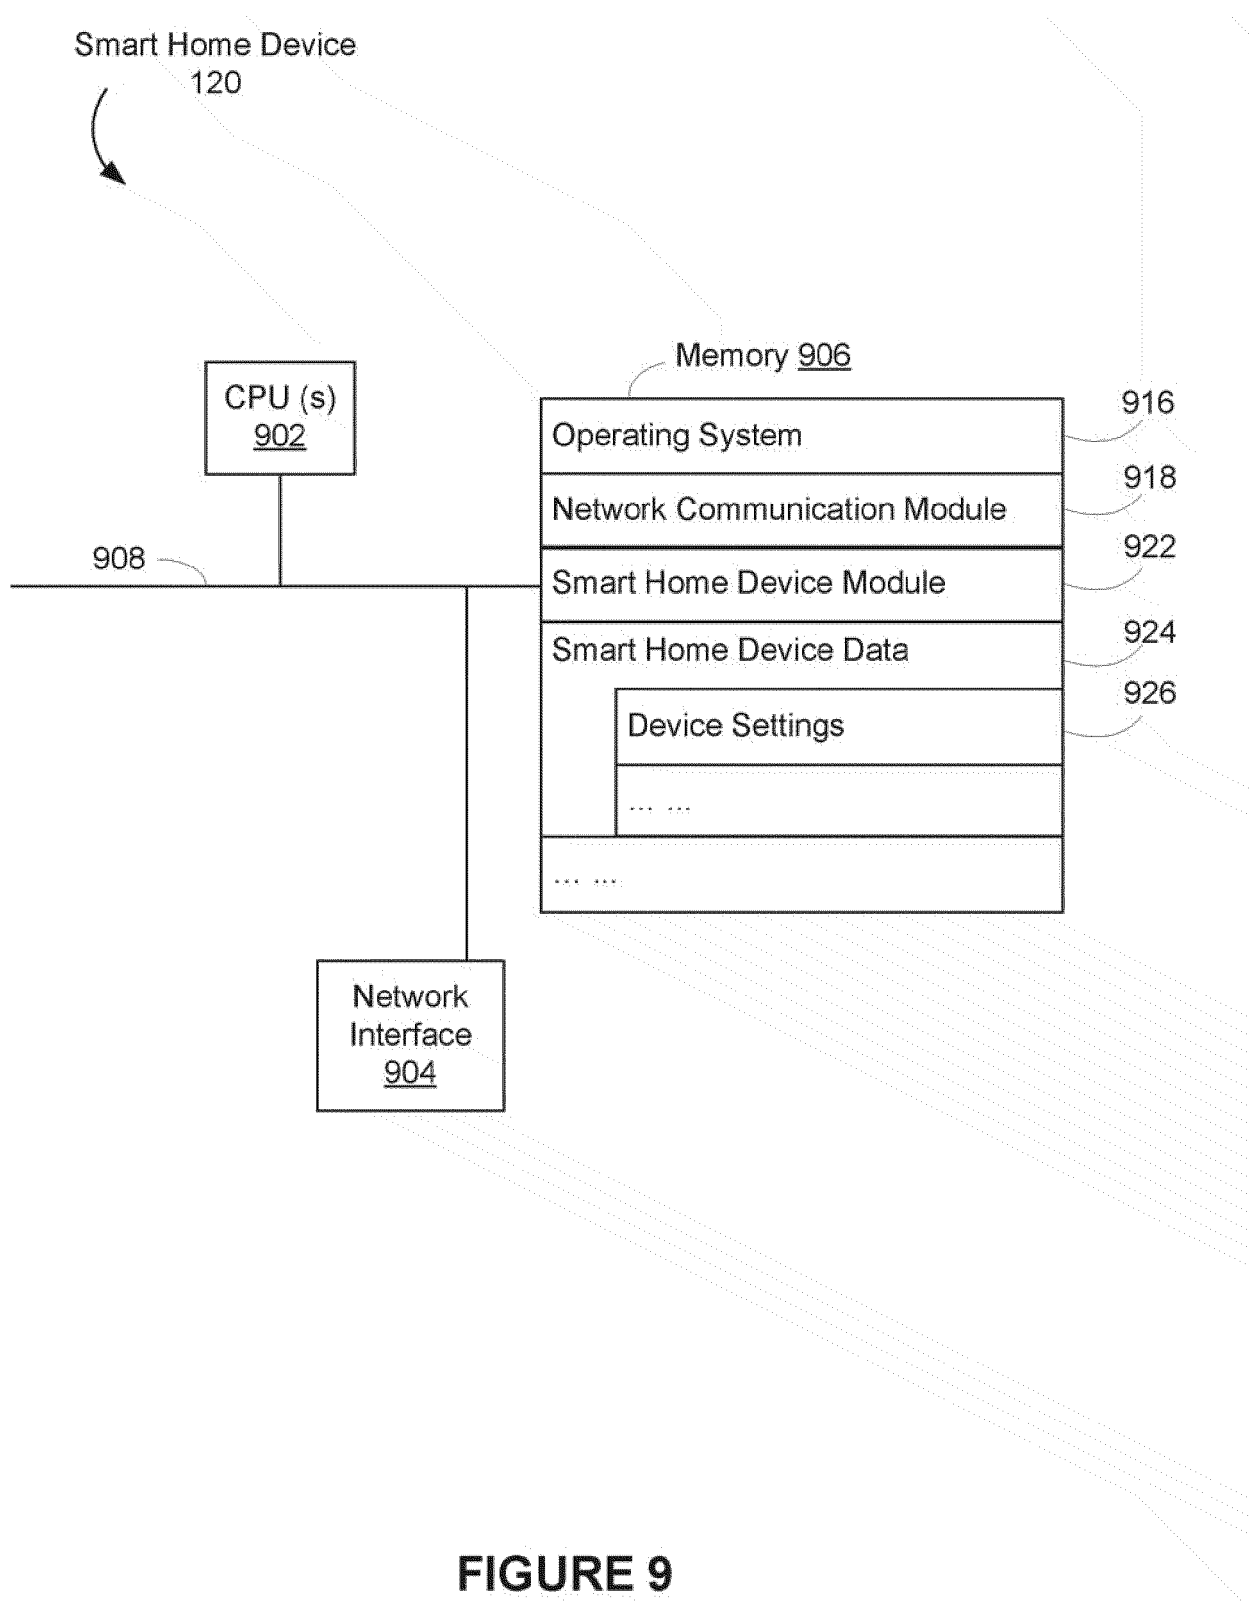 Smart Home Device
120
Memory 906
CPU (s)
902
Operating System
916
Network Communication Module
918
908
Smart Home Device Module
922
Smart Home Device Data
924
Device Settings
926
... ...
... ...
Network
Interface
904
FIGURE 9